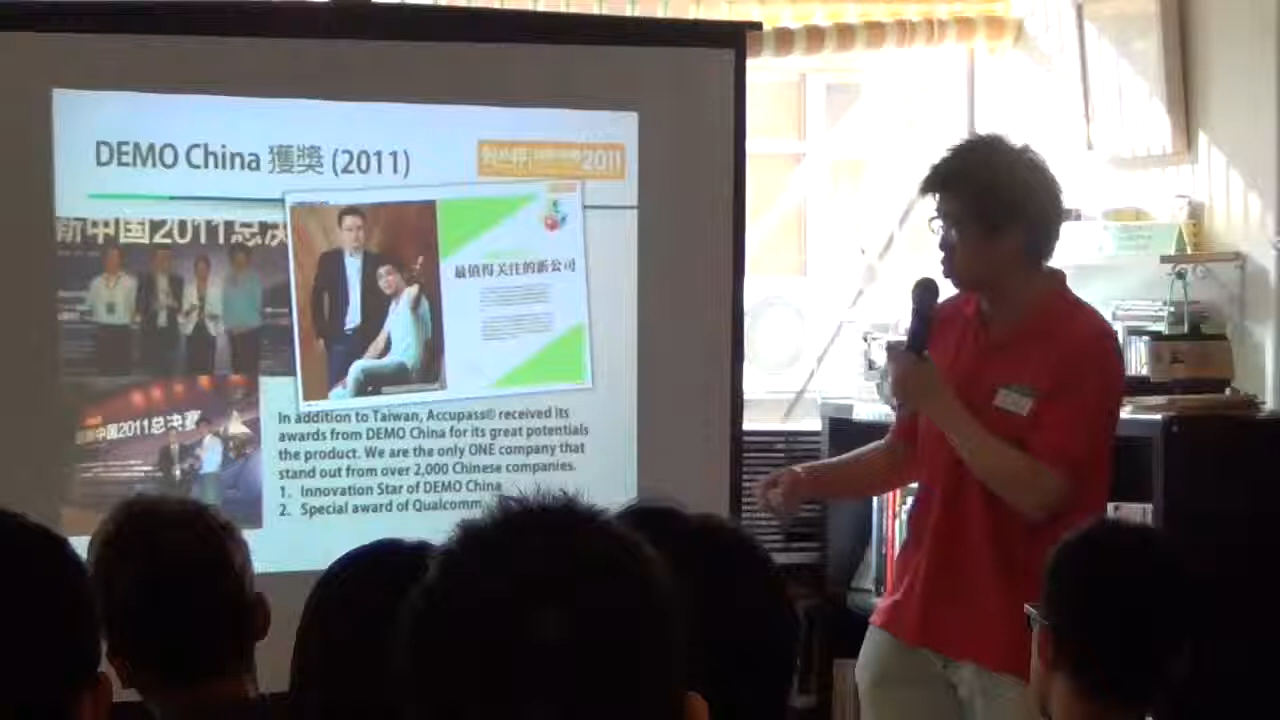 DEMO China 獲獎 (2011)
2011
新中国2011总决
最值得关注的新公司
中国2011总决赛
In addition to Taiwan, Accupass® received its
awards from DEMO China for its great potentials
the product. We are the only ONE company that
stand out from over 2,000 Chinese companies.
1. Innovation Star of DEMO China
2. Special award of Qualcomm